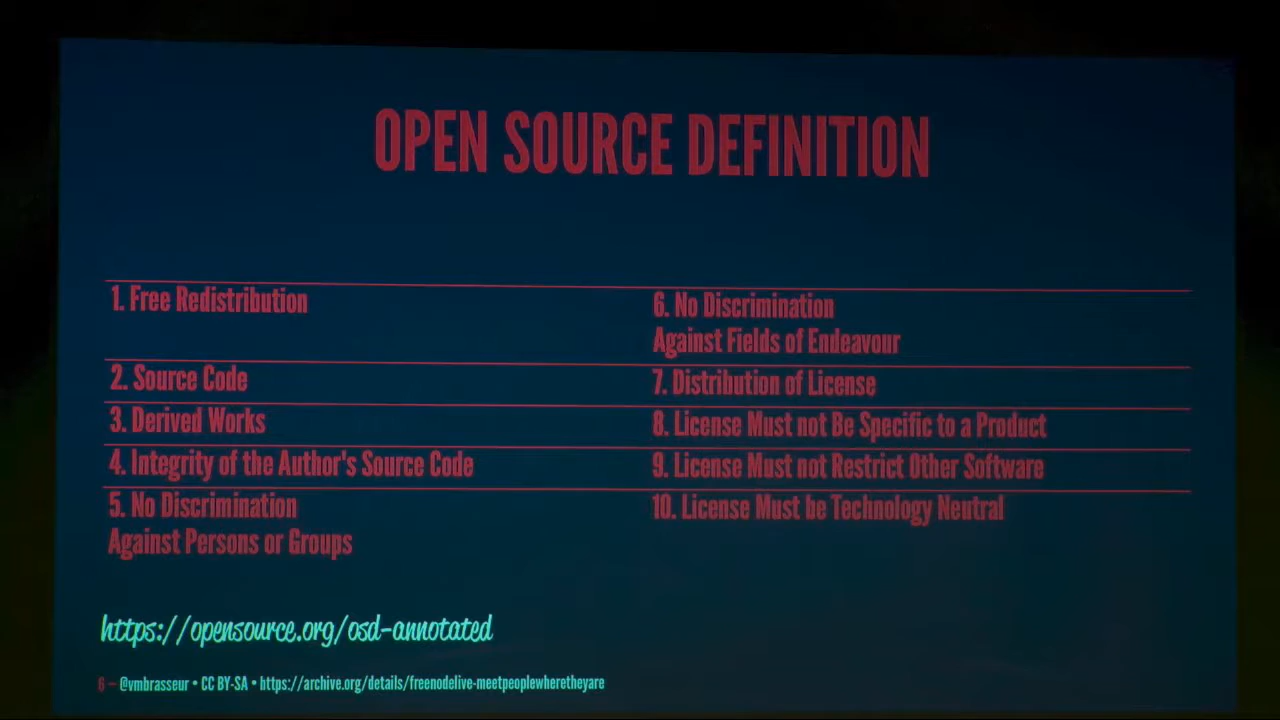 OPEN SOURCE DEFINITION
1. Free Redistribution
2. Source Code
3. Derived Works
4. Integrity of the Author's Source Code
5. No Discrimination
Against Persons or Groups
6. No Discrimination
Against Fields of Endeavour
7. Distribution of License
8. License Must not Be Specific to a Product
9. License Must not Restrict Other Software
10. License Must be Technology Neutral
https://opensource.org/osd-annotated
6 – @vmbrasseur • CC BY-SA • https://archive.org/details/freenodelive-meetpeoplewheretheyare